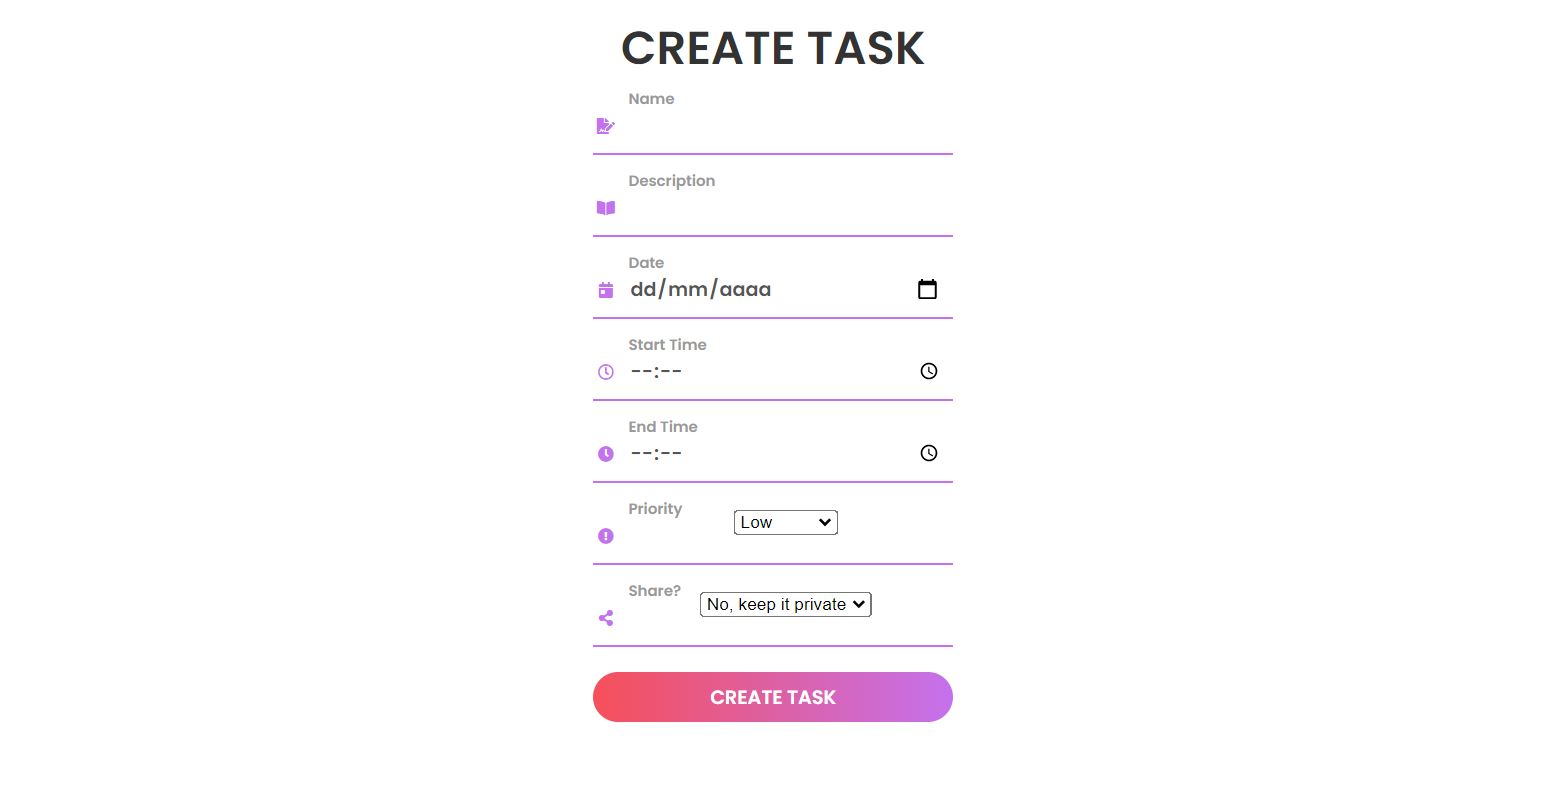 CREATE TASK
Name
Description
Date
dd/mm/aaaa
Start Time
--:--
End Time
--:--
Priority
Low
Share?
No, keep it private
CREATE TASK